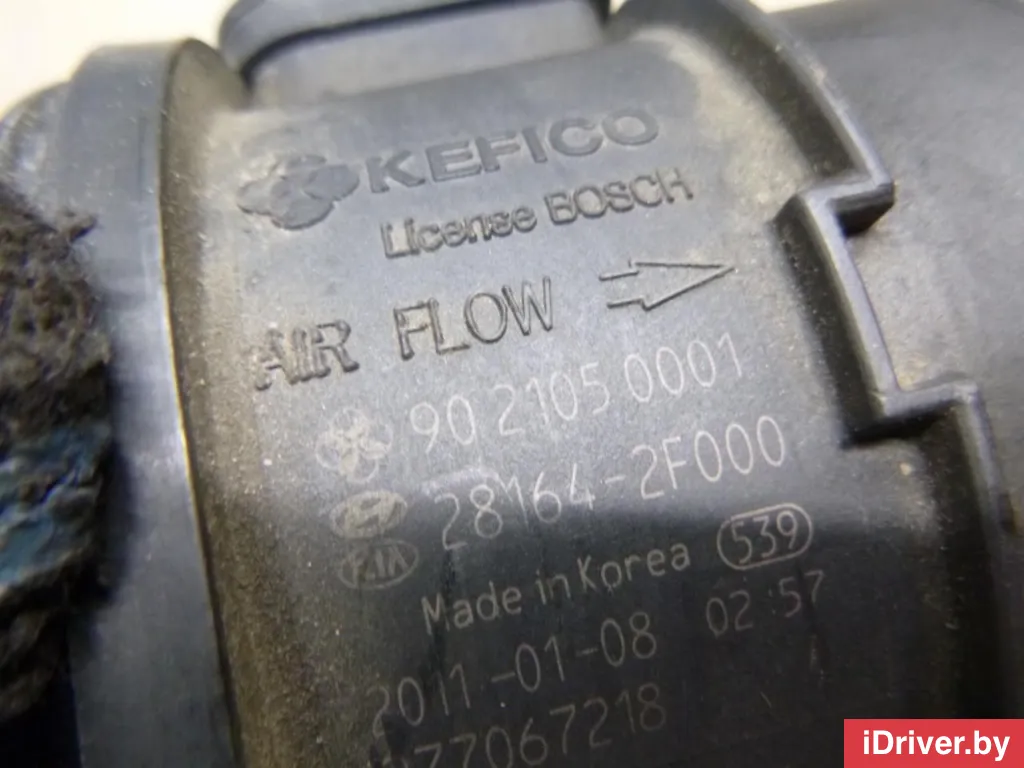 KEFICO
License BOSCH
AIR FLOW
90 2105 0001
28164-2F000
KIA
Made in Korea 539
2011-01-08 02:57
77067218
iDriver.by